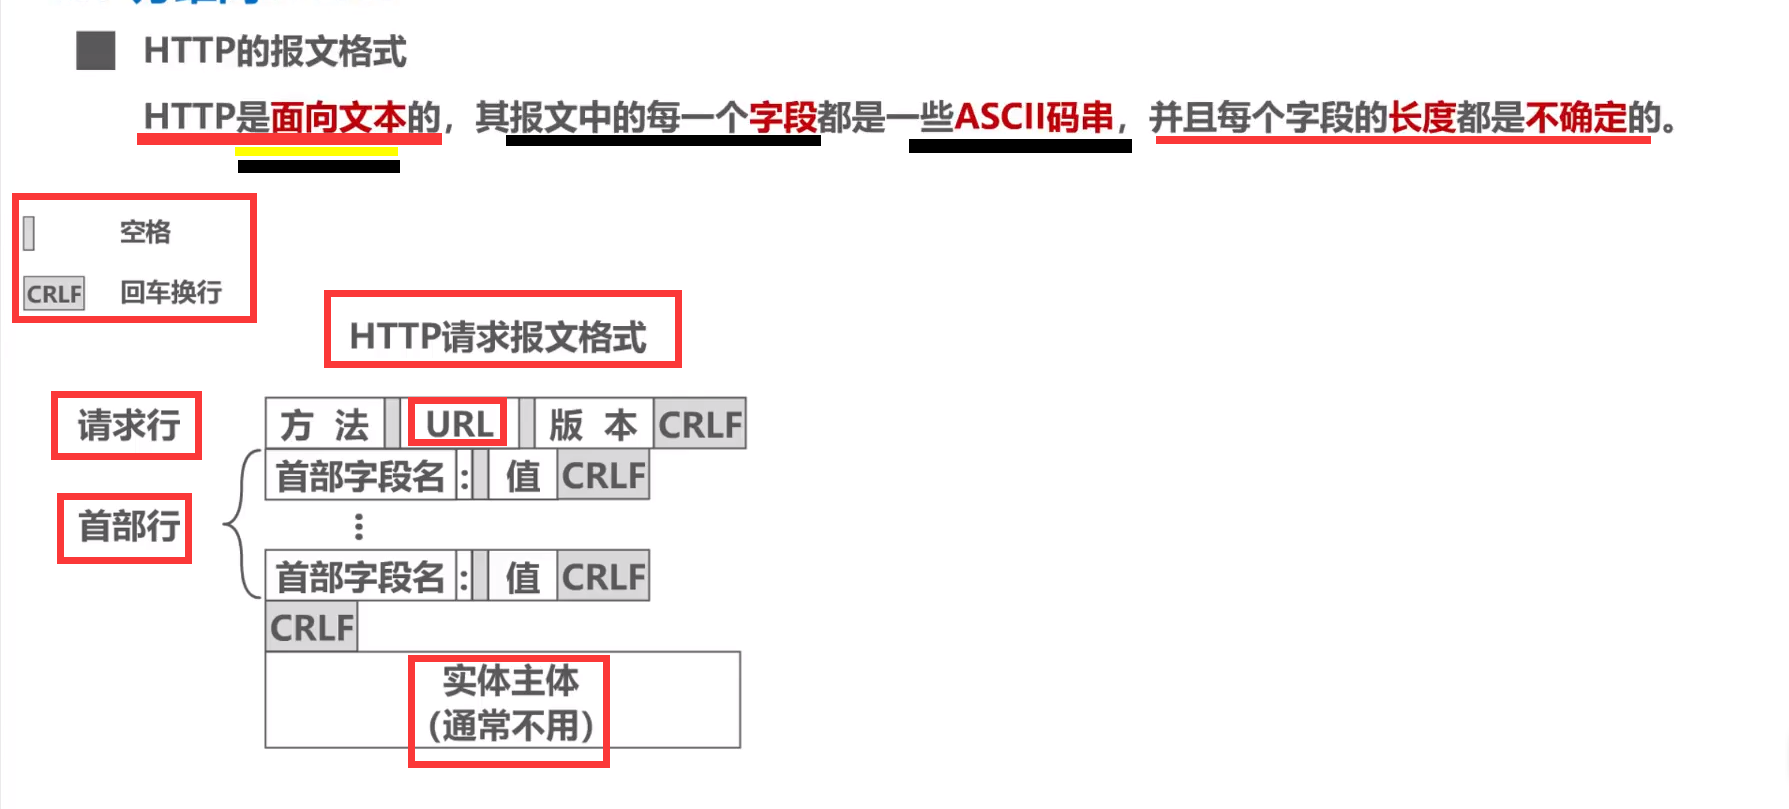 HTTP的报文格式
HTTP是面向文本的，其报文中的每一个字段都是一些ASCII码串，并且每个字段的长度都是不确定的。
空格
CRLF 回车换行
HTTP请求报文格式
请求行 方法 URL 版本 CRLF
首部字段名 : 值 CRLF
首部行 ⋮
首部字段名 : 值 CRLF
CRLF
实体主体
(通常不用)